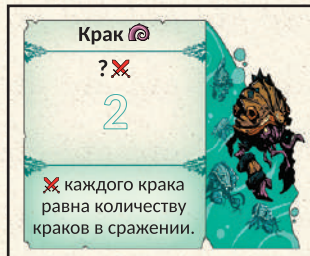 Крак
?
2
каждого крака
равна количеству
краков в сражении.